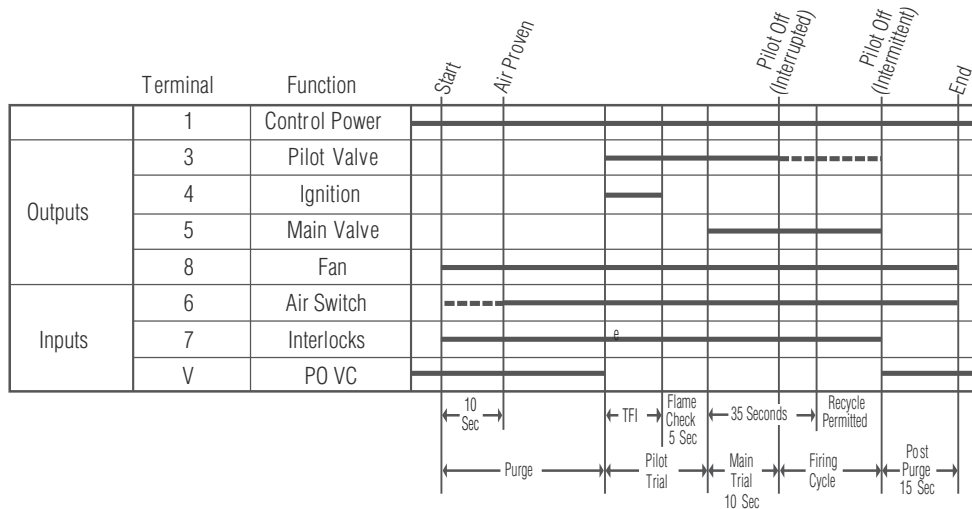 Start
Air Proven
Pilot Off
(Interrupted)
Pilot Off
(Intermittent)
End
Terminal Function
1 Control Power
Outputs
3 Pilot Valve
4 Ignition
5 Main Valve
8 Fan
Inputs
6 Air Switch
7 Interlocks
e
V PO VC
10
Sec
TFI
Flame
Check
5 Sec
35 Seconds
Recycle
Permitted
Purge
Pilot
Trial
Main
Trial
10 Sec
Firing
Cycle
Post
Purge
15 Sec